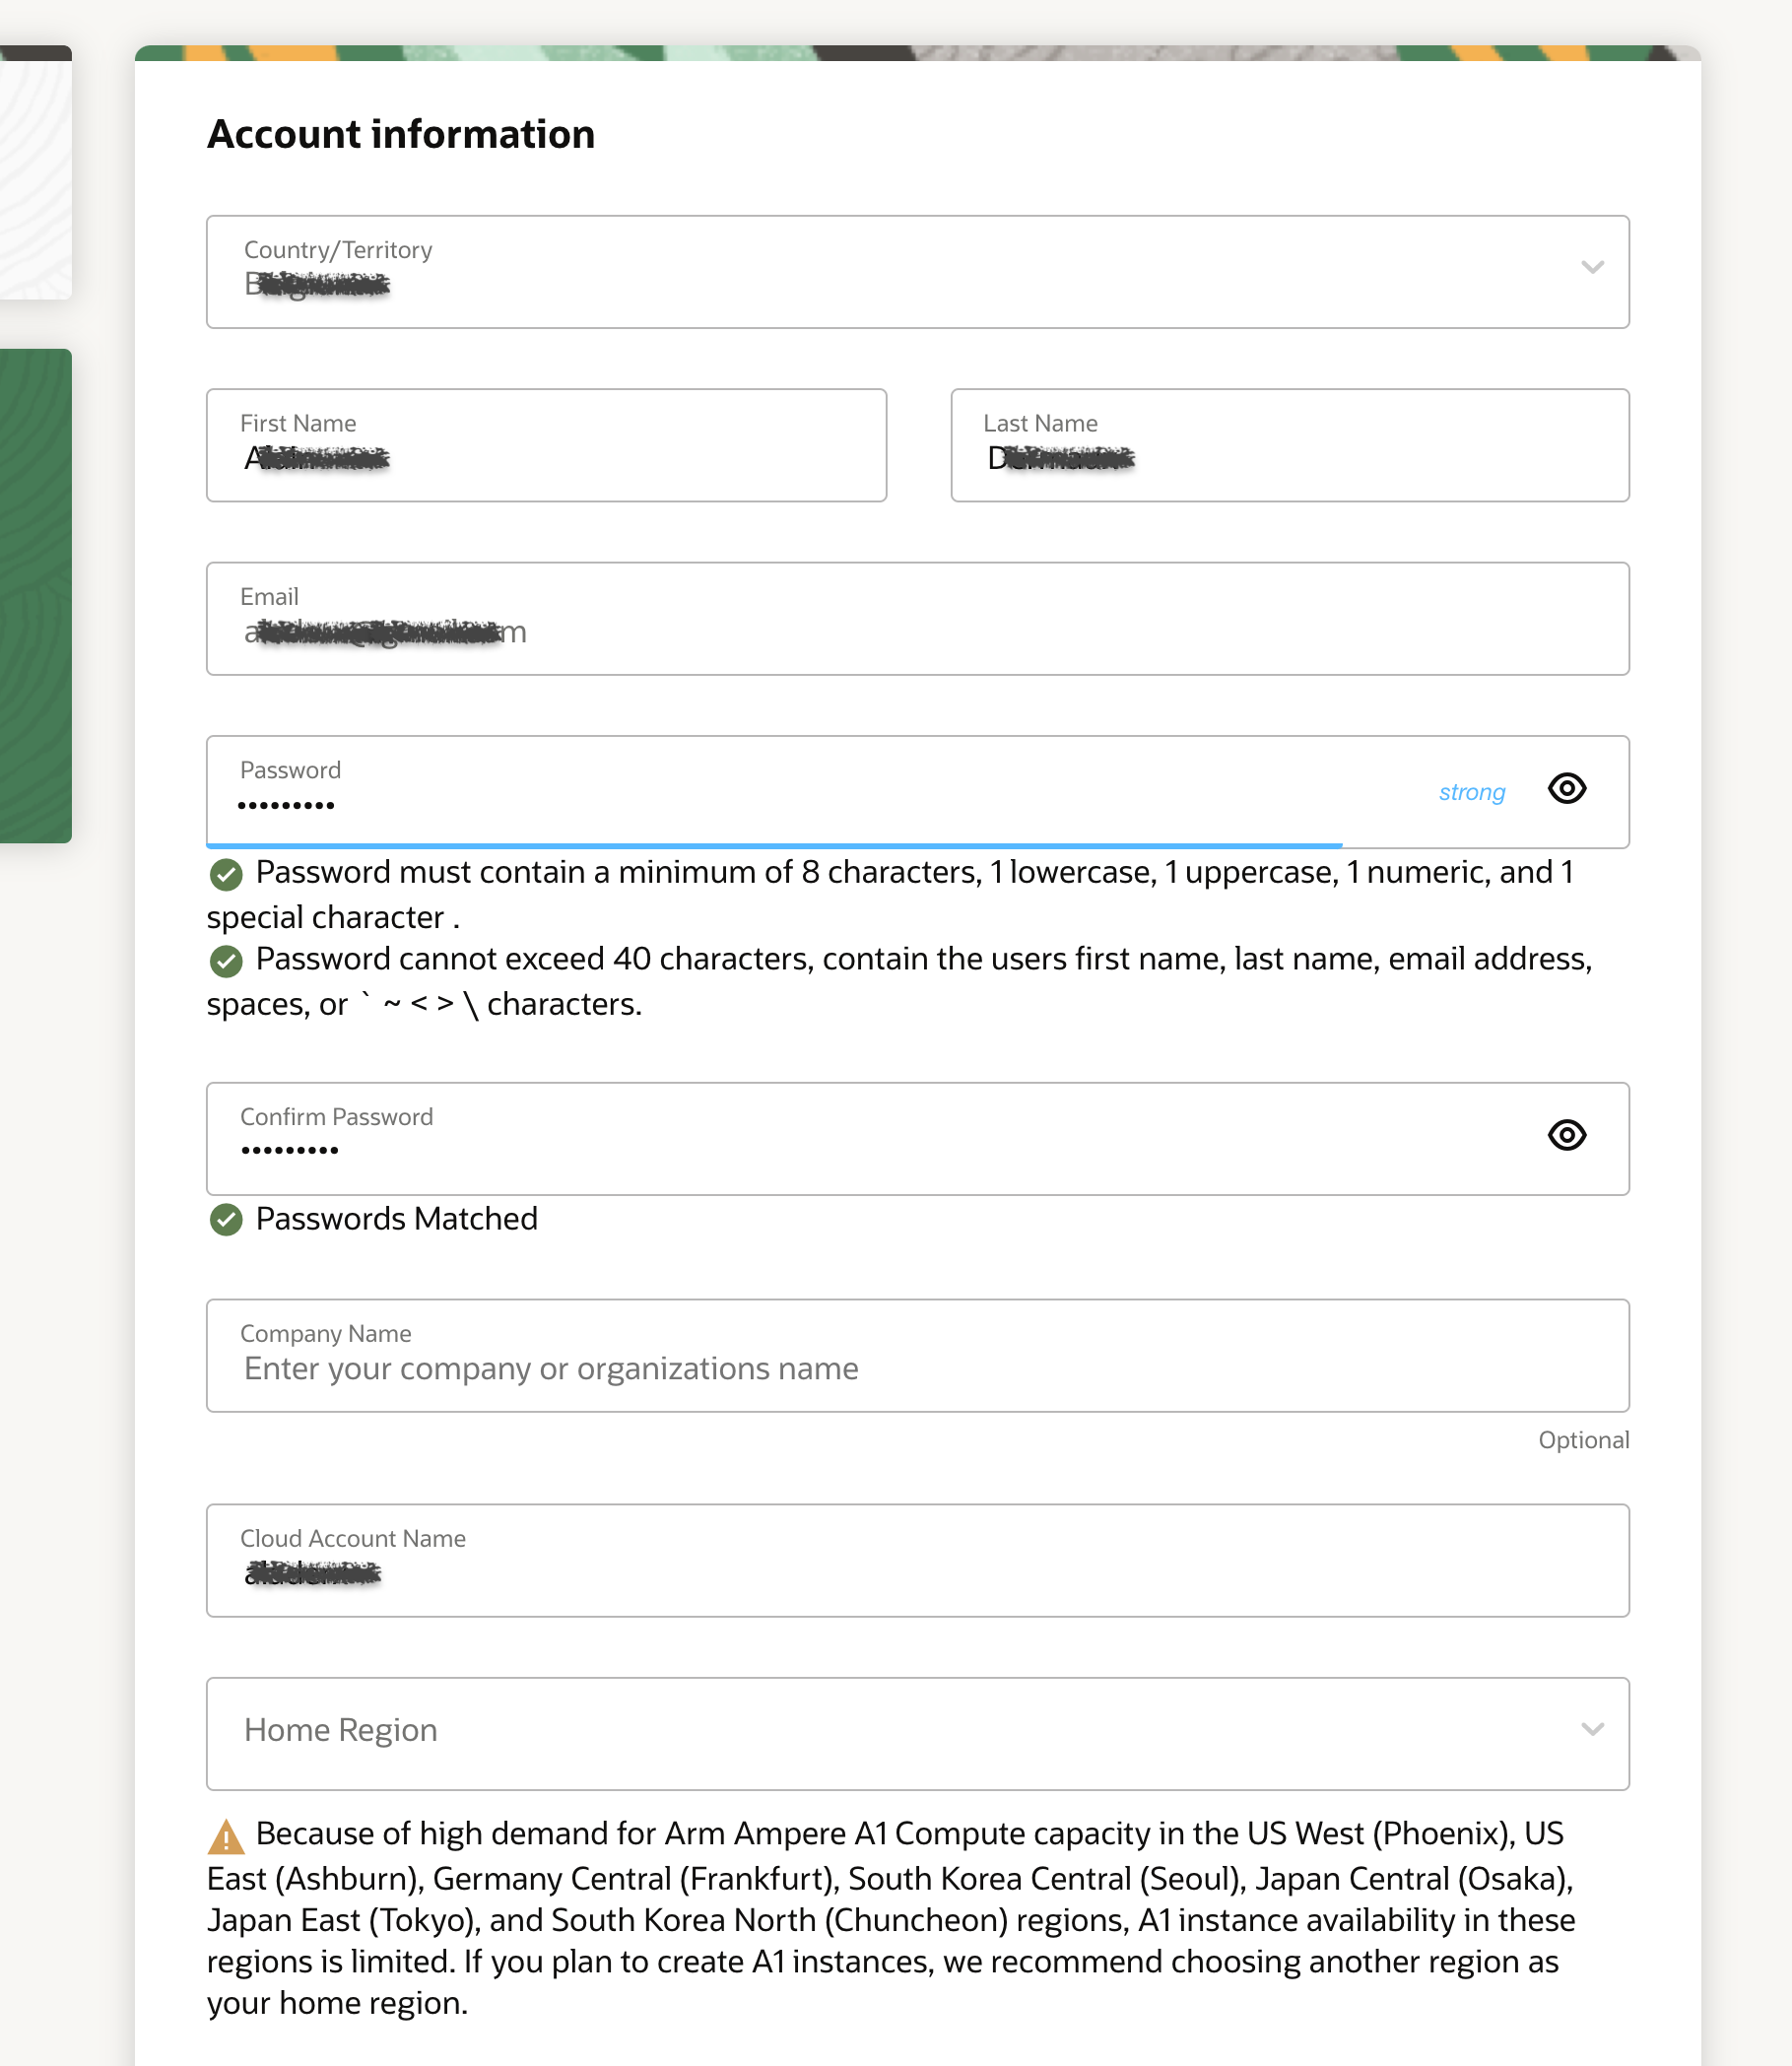 Account information
Country/Territory
First Name
Last Name
Email
Password
•••••••••
strong
Password must contain a minimum of 8 characters, 1 lowercase, 1 uppercase, 1 numeric, and 1
special character .
Password cannot exceed 40 characters, contain the users first name, last name, email address,
spaces, or ` ~ < > \ characters.
Confirm Password
•••••••••
Passwords Matched
Company Name
Enter your company or organizations name
Optional
Cloud Account Name
Home Region
Because of high demand for Arm Ampere A1 Compute capacity in the US West (Phoenix), US
East (Ashburn), Germany Central (Frankfurt), South Korea Central (Seoul), Japan Central (Osaka),
Japan East (Tokyo), and South Korea North (Chuncheon) regions, A1 instance availability in these
regions is limited. If you plan to create A1 instances, we recommend choosing another region as
your home region.